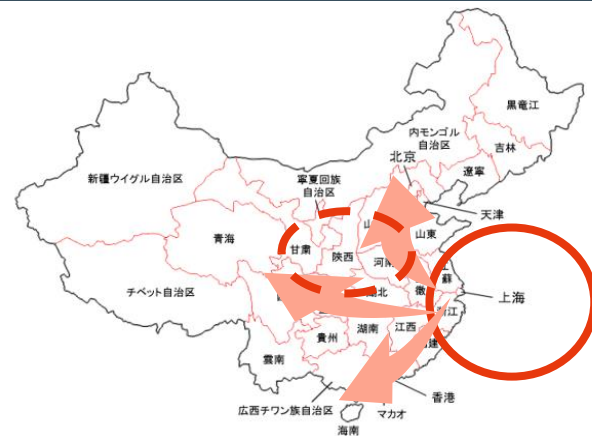 黒竜江
内モンゴル
自治区
吉林
北京
遼寧
新疆ウイグル自治区
寧夏回族
自治区
天津
山東
青海
甘粛
陝西
河南
蘇
上海
チベット自治区
湖北
浙江
湖南
江西
貴州
雲南
香港
広西チワン族自治区
マカオ
海南